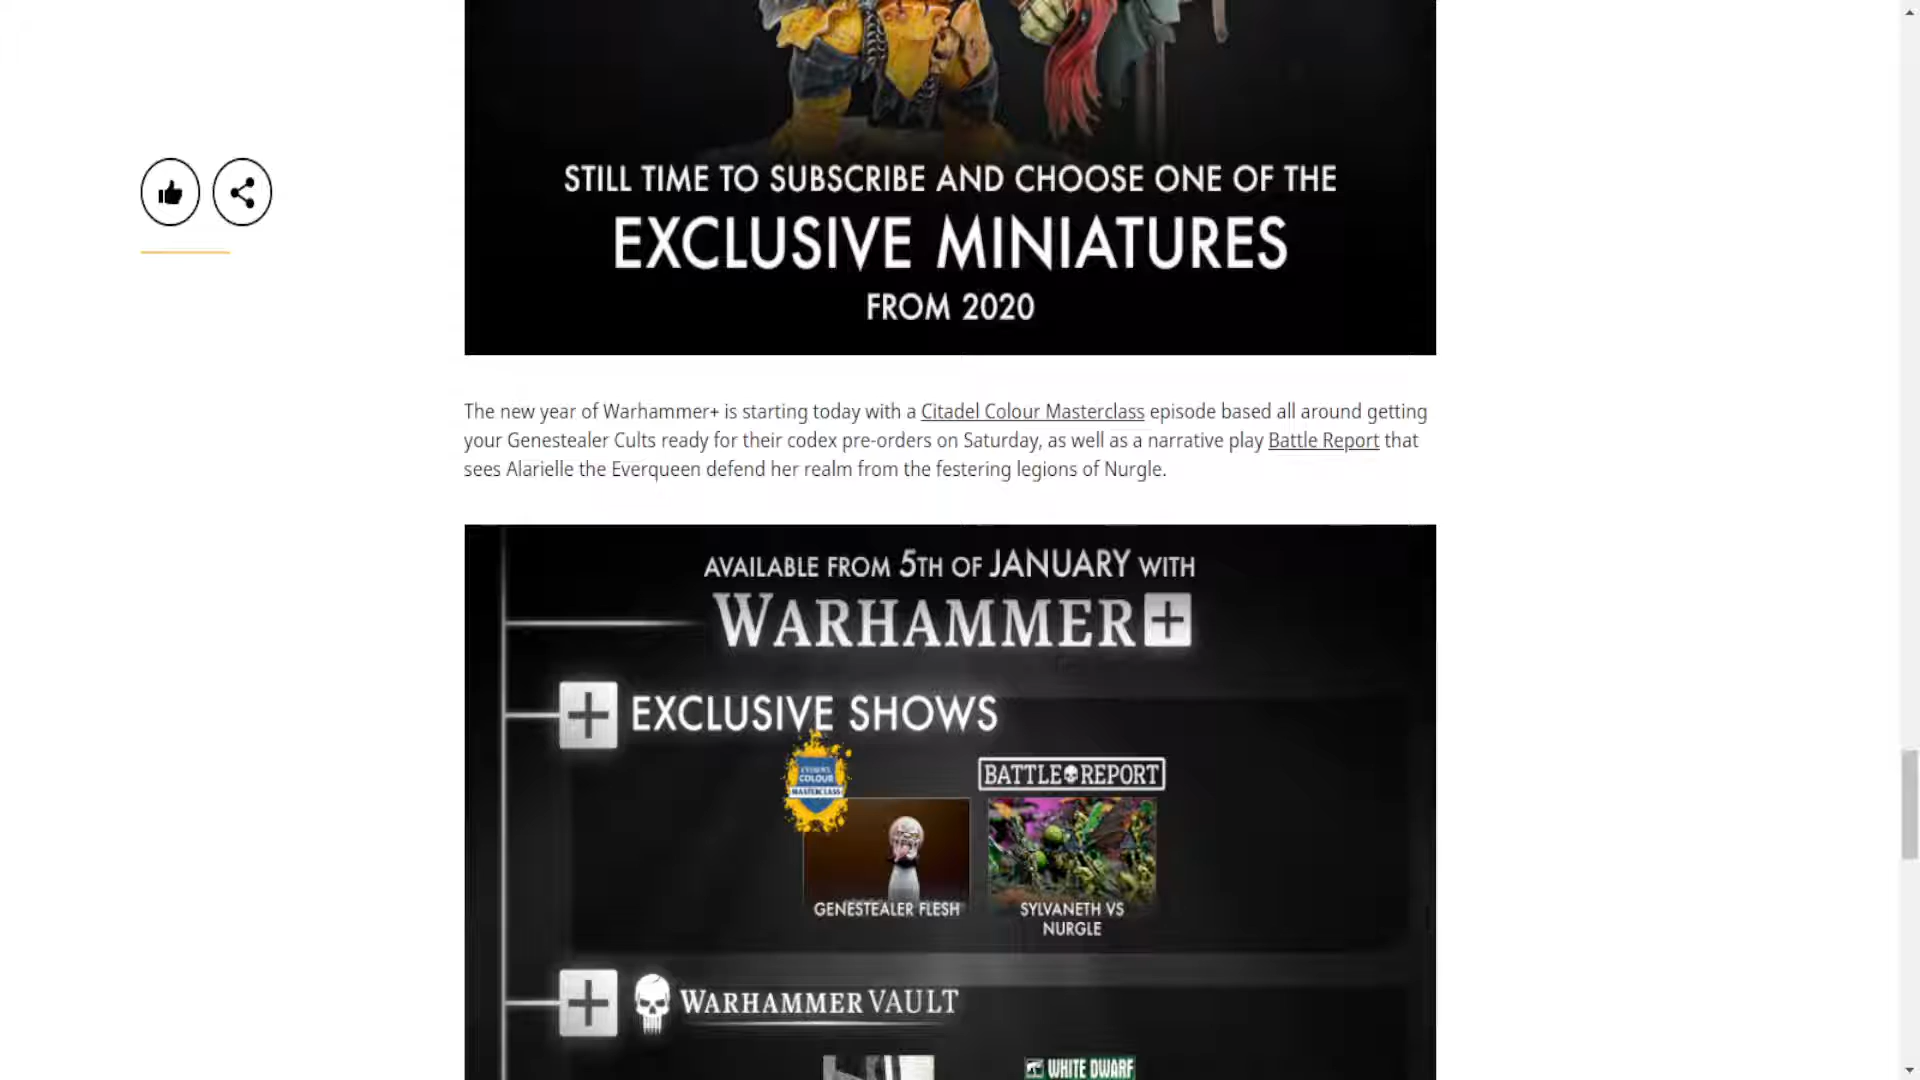 STILL TIME TO SUBSCRIBE AND CHOOSE ONE OF THE
EXCLUSIVE MINIATURES
FROM 2020
The new year of Warhammer+ is starting today with a Citadel Colour Masterclass episode based all around getting
your Genestealer Cults ready for their codex pre-orders on Saturday, as well as a narrative play Battle Report that
sees Alarielle the Everqueen defend her realm from the festering legions of Nurgle.
AVAILABLE FROM 5TH OF JANUARY WITH
WARHAMMER+
EXCLUSIVE SHOWS
CITADEL
COLOUR
MASTERCLASS
BATTLE REPORT
GENESTEALER FLESH
SYLVANETH VS
NURGLE
WARHAMMER VAULT
WHITE DWARF